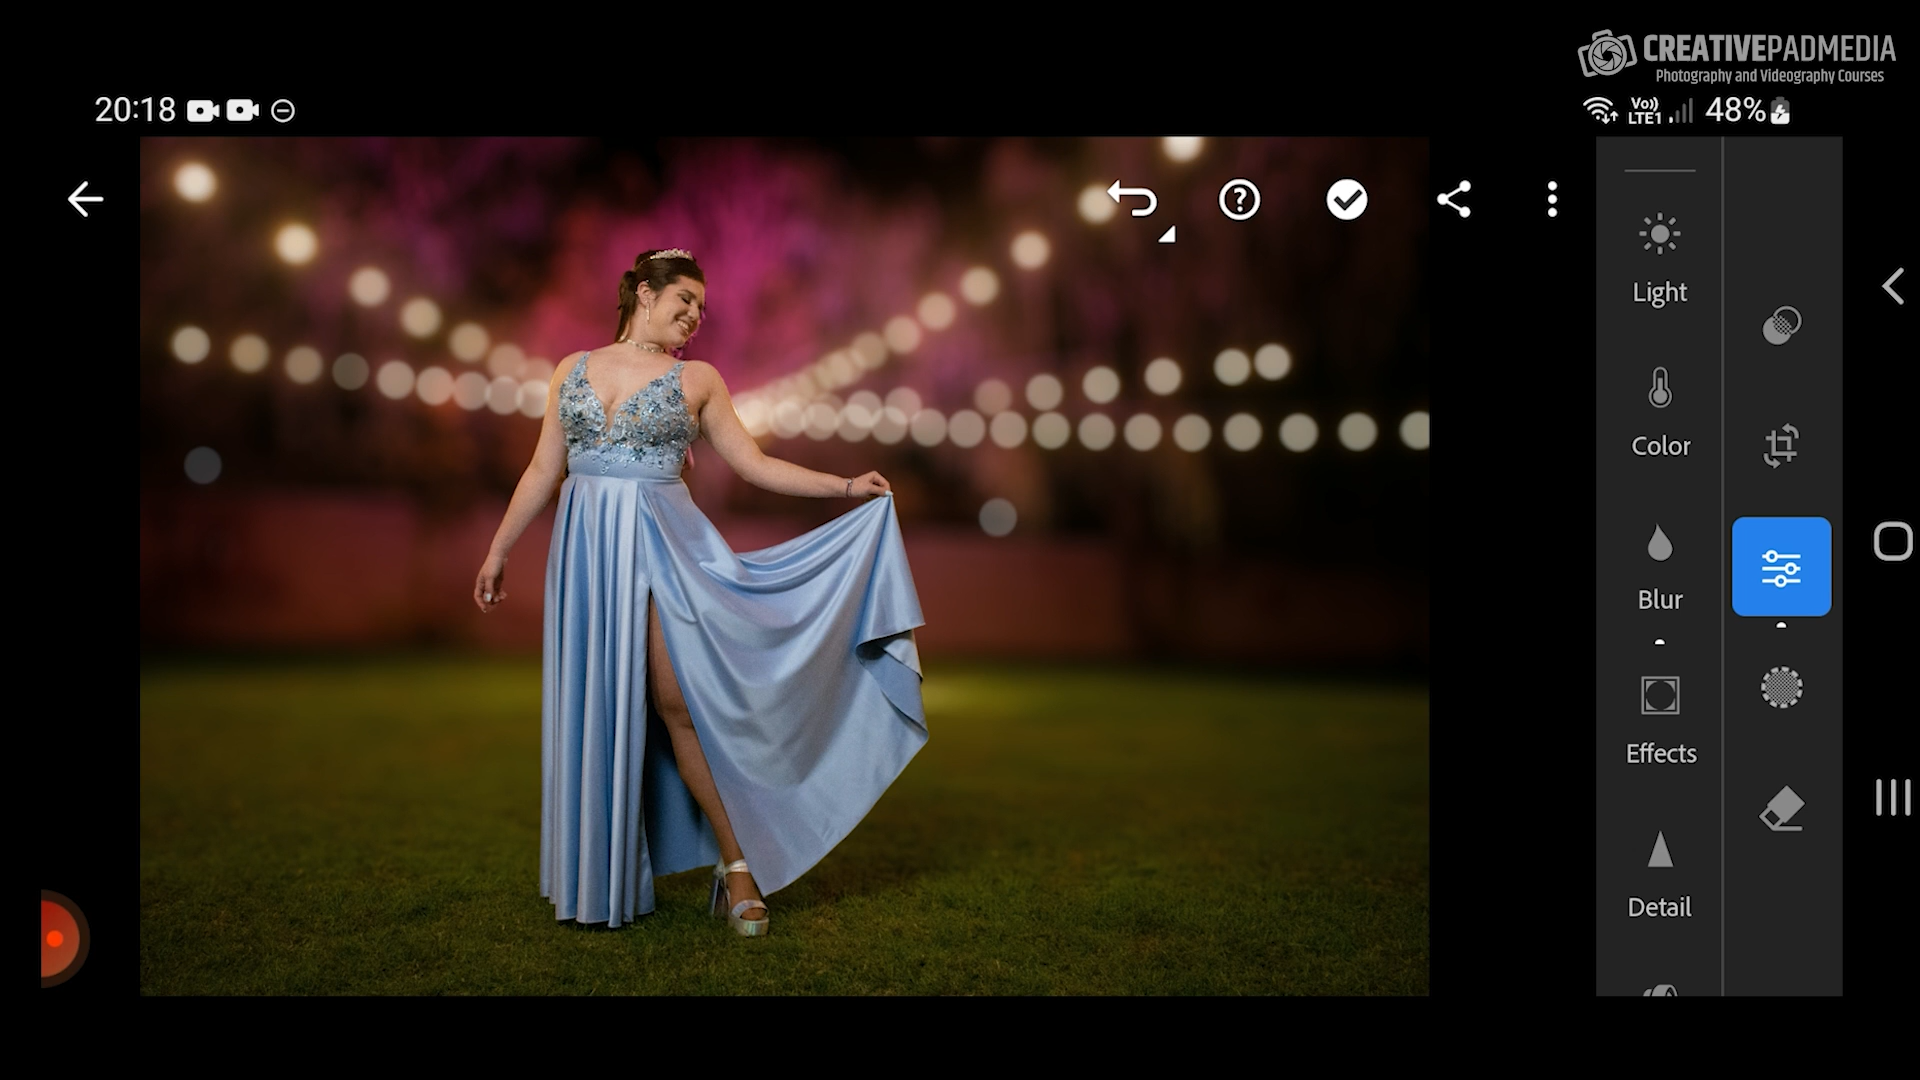 CREATIVEPADMEDIA
Photography and Videography Courses
20:18
Vo))
LTE1
48%
Light
Color
Blur
Effects
Detail